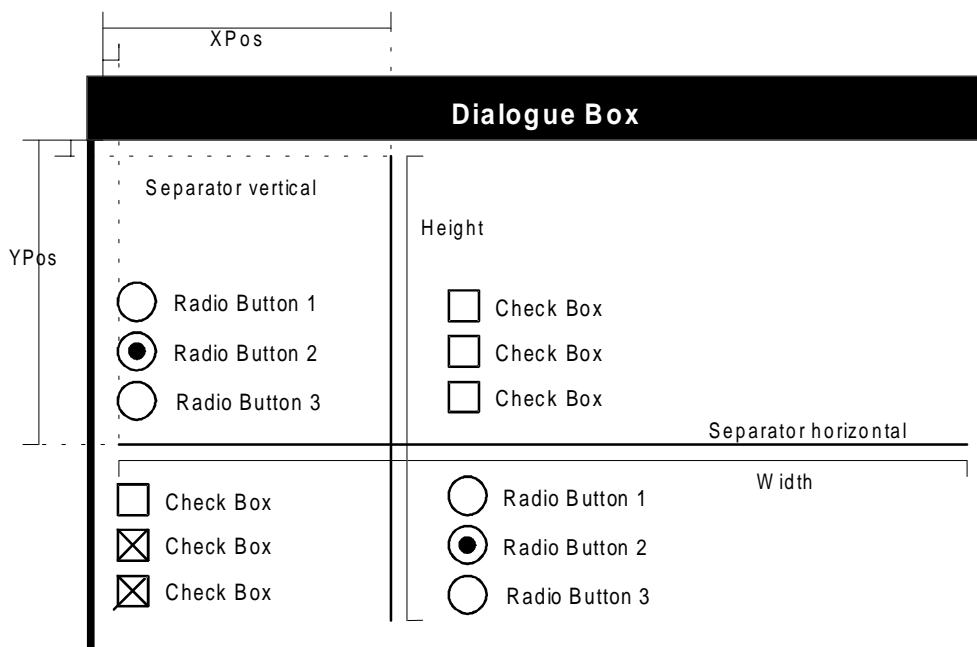 XPos
Dialogue Box
Separator vertical
Height
YPos
Radio Button 1
Radio Button 2
Radio Button 3
Check Box
Check Box
Check Box
Separator horizontal
Width
Check Box
Check Box
Check Box
Radio Button 1
Radio Button 2
Radio Button 3